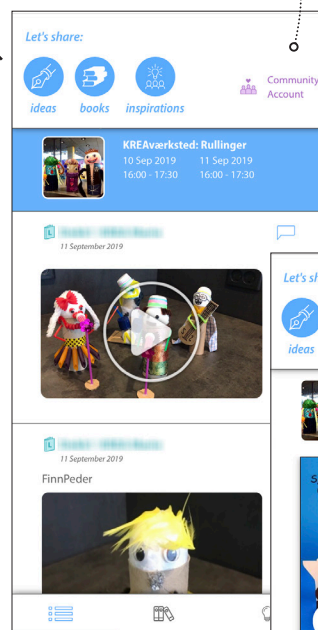 Let's share:
ideas books inspirations
Community
Account
KREAværksted: Rullinger
10 Sep 2019 11 Sep 2019
16:00 - 17:30 16:00 - 17:30
11 September 2019
Let's sh
ideas
11 September 2019
FinnPeder